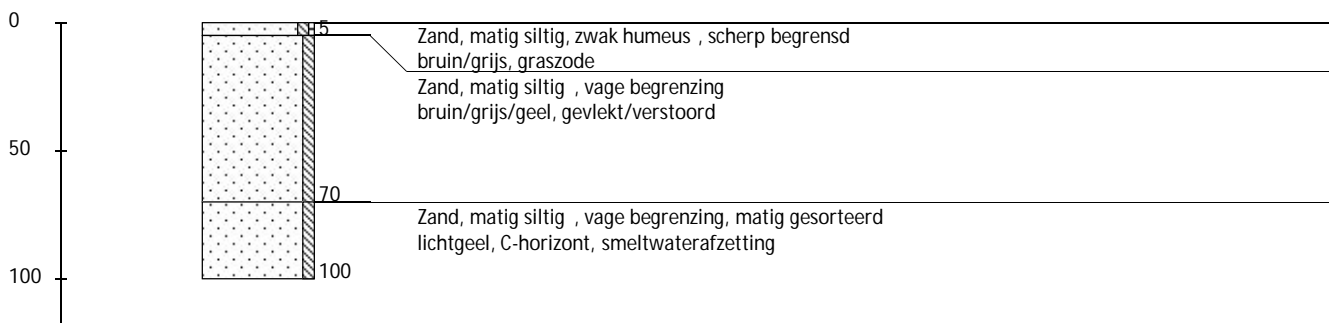 0
5
Zand, matig siltig, zwak humeus , scherp begrensd
bruin/grijs, graszode
Zand, matig siltig , vage begrenzing
bruin/grijs/geel, gevlekt/verstoord
50
70
Zand, matig siltig , vage begrenzing, matig gesorteerd
lichtgeel, C-horizont, smeltwaterafzetting
100
100